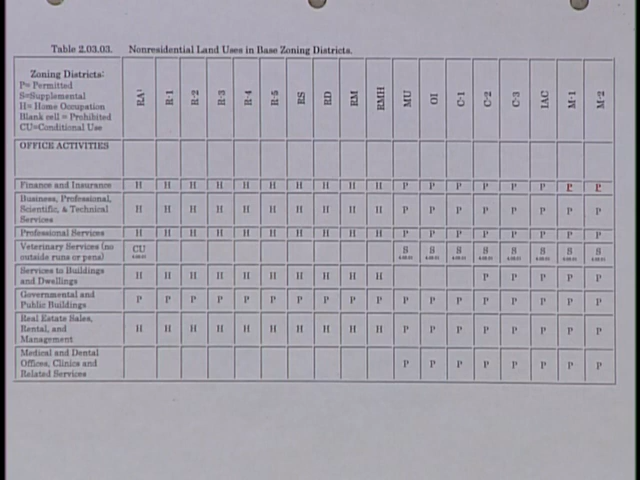 Table 2.03.03. Nonresidential Land Uses in Base Zoning Districts.
Zoning Districts:
P= Permitted
S=Supplemental
H= Home Occupation
Blank cell = Prohibited
CU=Conditional Use
RA¹ R-1 R-2 R-3 R-4 R-5 RS RD RM RMH MU OI C-1 C-2 C-3 IAC M-1 M-2
OFFICE ACTIVITIES
Finance and Insurance H H H H H H H H H H P P P P P P P P
Business, Professional,
Scientific, & Technical H H H H H H H H H H P P P P P P P P
Services
Professional Services H H H H H H H H H H P P P P P P P P
Veterinary Services (no CU S S S S S S S S
outside runs or pens)
Services to Buildings H H H H H H H H H H P P P P P
and Dwellings
Governmental and P P P P P P P P P P P P P P P P P P
Public Buildings
Real Estate Sales,
Rental, and H H H H H H H H H H P P P P P P P P
Management
Medical and Dental
Offices, Clinics and P P P P P P P P
Related Services